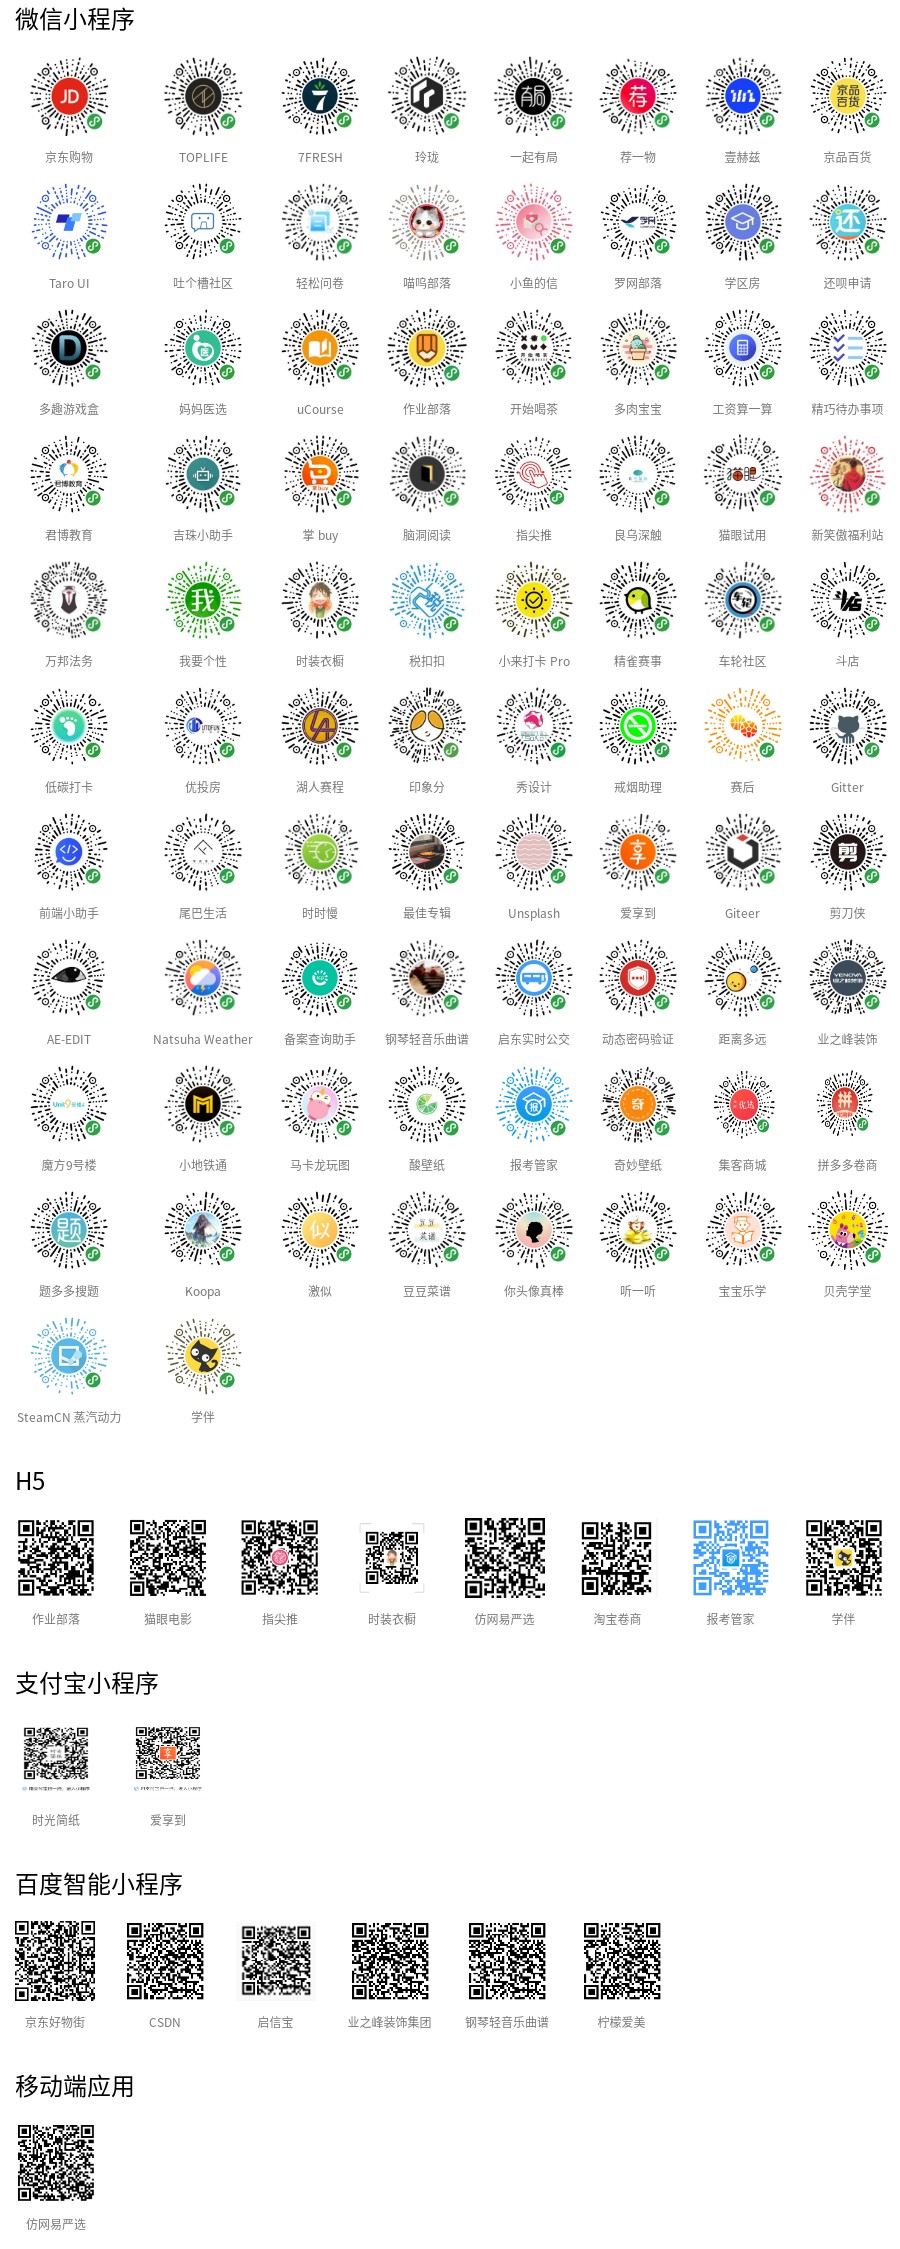 微信小程序
京东购物 TOPLIFE 7FRESH 玲珑 一起有局 荐一物 壹赫兹 京品百货
Taro UI 吐个槽社区 轻松问卷 喵呜部落 小鱼的信 罗网部落 学区房 还呗申请
多趣游戏盒 妈妈医选 uCourse 作业部落 开始喝茶 多肉宝宝 工资算一算 精巧待办事项
君博教育 吉珠小助手 掌 buy 脑洞阅读 指尖推 良乌深触 猫眼试用 新笑傲福利站
万邦法务 我要个性 时装衣橱 税扣扣 小来打卡 Pro 精雀赛事 车轮社区 斗店
低碳打卡 优投房 湖人赛程 印象分 秀设计 戒烟助理 赛后 Gitter
前端小助手 尾巴生活 时时慢 最佳专辑 Unsplash 爱享到 Giteer 剪刀侠
AE-EDIT Natsuha Weather 备案查询助手 钢琴轻音乐曲谱 启东实时公交 动态密码验证 距离多远 业之峰装饰
魔方9号楼 小地铁通 马卡龙玩图 酸壁纸 报考管家 奇妙壁纸 集客商城 拼多多卷商
题多多搜题 Koopa 激似 豆豆菜谱 你头像真棒 听一听 宝宝乐学 贝壳学堂
SteamCN 蒸汽动力 学伴
H5
作业部落 猫眼电影 指尖推 时装衣橱 仿网易严选 淘宝卷商 报考管家 学伴
支付宝小程序
时光简纸 爱享到
百度智能小程序
京东好物街 CSDN 启信宝 业之峰装饰集团 钢琴轻音乐曲谱 柠檬爱美
移动端应用
仿网易严选